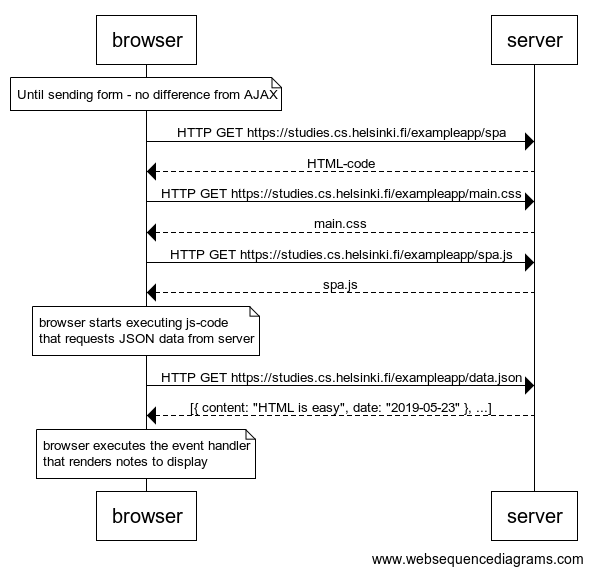 browser
server
Until sending form - no difference from AJAX
HTTP GET https://studies.cs.helsinki.fi/exampleapp/spa
HTML-code
HTTP GET https://studies.cs.helsinki.fi/exampleapp/main.css
main.css
HTTP GET https://studies.cs.helsinki.fi/exampleapp/spa.js
spa.js
browser starts executing js-code
that requests JSON data from server
HTTP GET https://studies.cs.helsinki.fi/exampleapp/data.json
[{ content: "HTML is easy", date: "2019-05-23" }, ...]
browser executes the event handler
that renders notes to display
browser
server
www.websequencediagrams.com